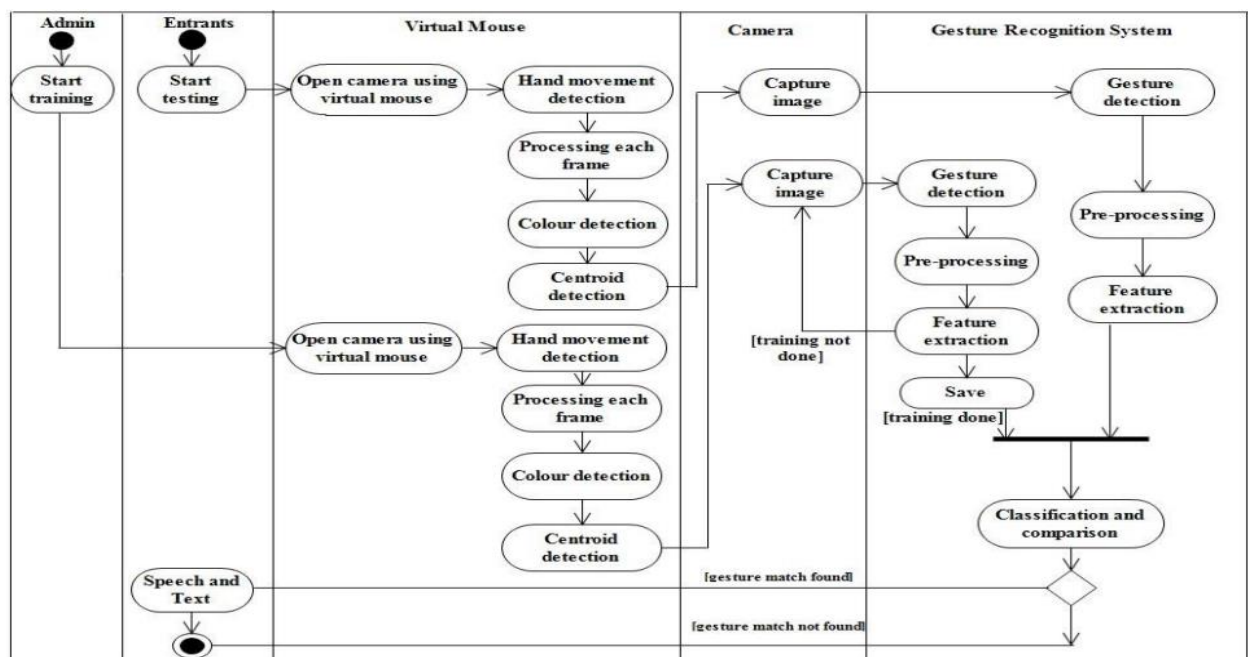 Admin
Entrants
Virtual Mouse
Camera
Gesture Recognition System
Start
training
Start
testing
Open camera using
virtual mouse
Hand movement
detection
Capture
image
Gesture
detection
Processing each
frame
Capture
image
Gesture
detection
Colour detection
Pre-processing
Pre-processing
Centroid
detection
Feature
extraction
Open camera using
virtual mouse
Hand movement
detection
[training not
done]
Feature
extraction
Processing each
frame
Save
[training done]
Colour detection
Classification and
comparison
Centroid
detection
Speech and
Text
[gesture match found]
[gesture match not found]